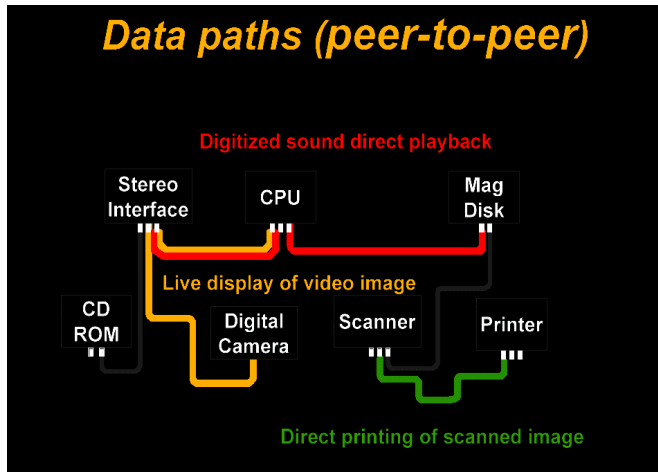 Data paths (peer-to-peer)
Digitized sound direct playback
Stereo
Interface
CPU
Mag
Disk
Live display of video image
CD
ROM
Digital
Camera
Scanner
Printer
Direct printing of scanned image